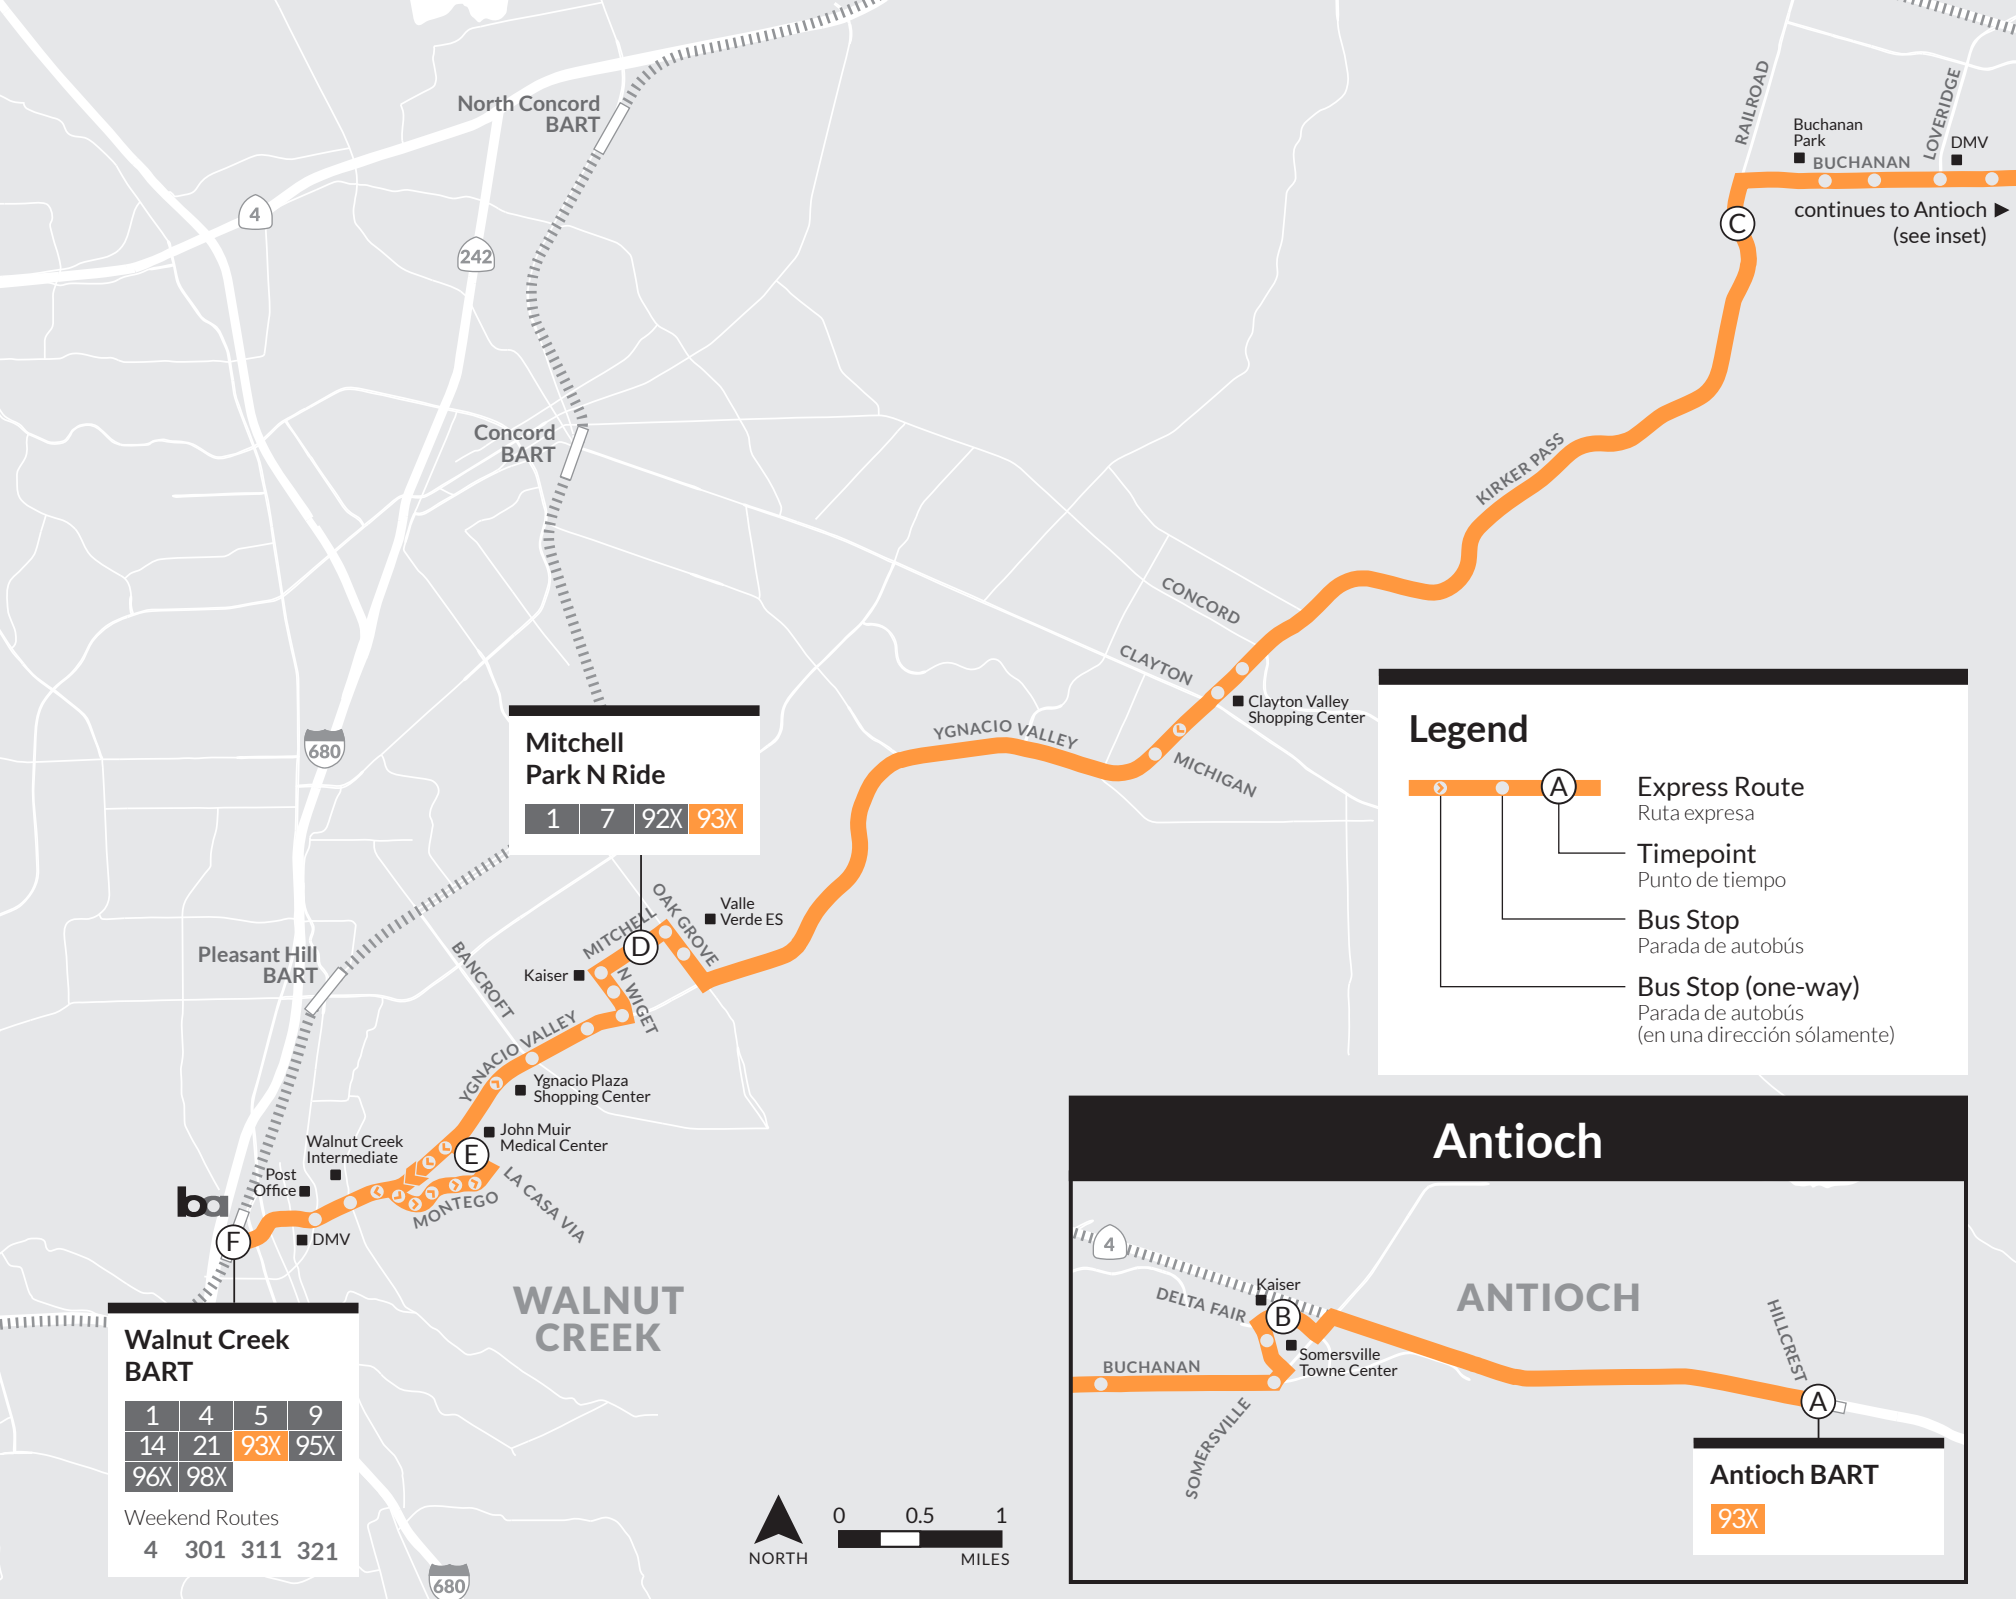 North Concord
BART
4
242
Concord
BART
RAILROAD
Buchanan
Park
BUCHANAN
LOVERIDGE
DMV
continues to Antioch ►
(see inset)
C
KIRKER PASS
CONCORD
CLAYTON
Clayton Valley
Shopping Center
YGNACIO VALLEY
MICHIGAN
680
Mitchell
Park N Ride
1 7 92X 93X
OAK GROVE
MITCHELL
D
Valle
Verde ES
Kaiser
N WIGET
Pleasant Hill
BART
BANCROFT
YGNACIO VALLEY
Ygnacio Plaza
Shopping Center
John Muir
Medical Center
E
Walnut Creek
Intermediate
Post
Office
MONTEGO
LA CASA VIA
ba
F
DMV
WALNUT
CREEK
Walnut Creek
BART
1 4 5 9
14 21 93X 95X
96X 98X
Weekend Routes
4 301 311 321
680
NORTH
0 0.5 1
MILES
Legend
A
Express Route
Ruta expresa
Timepoint
Punto de tiempo
Bus Stop
Parada de autobús
Bus Stop (one-way)
Parada de autobús
(en una dirección sólamente)
Antioch
4
Kaiser
DELTA FAIR
B
ANTIOCH
HILLCREST
Somersville
Towne Center
BUCHANAN
SOMERSVILLE
A
Antioch BART
93X